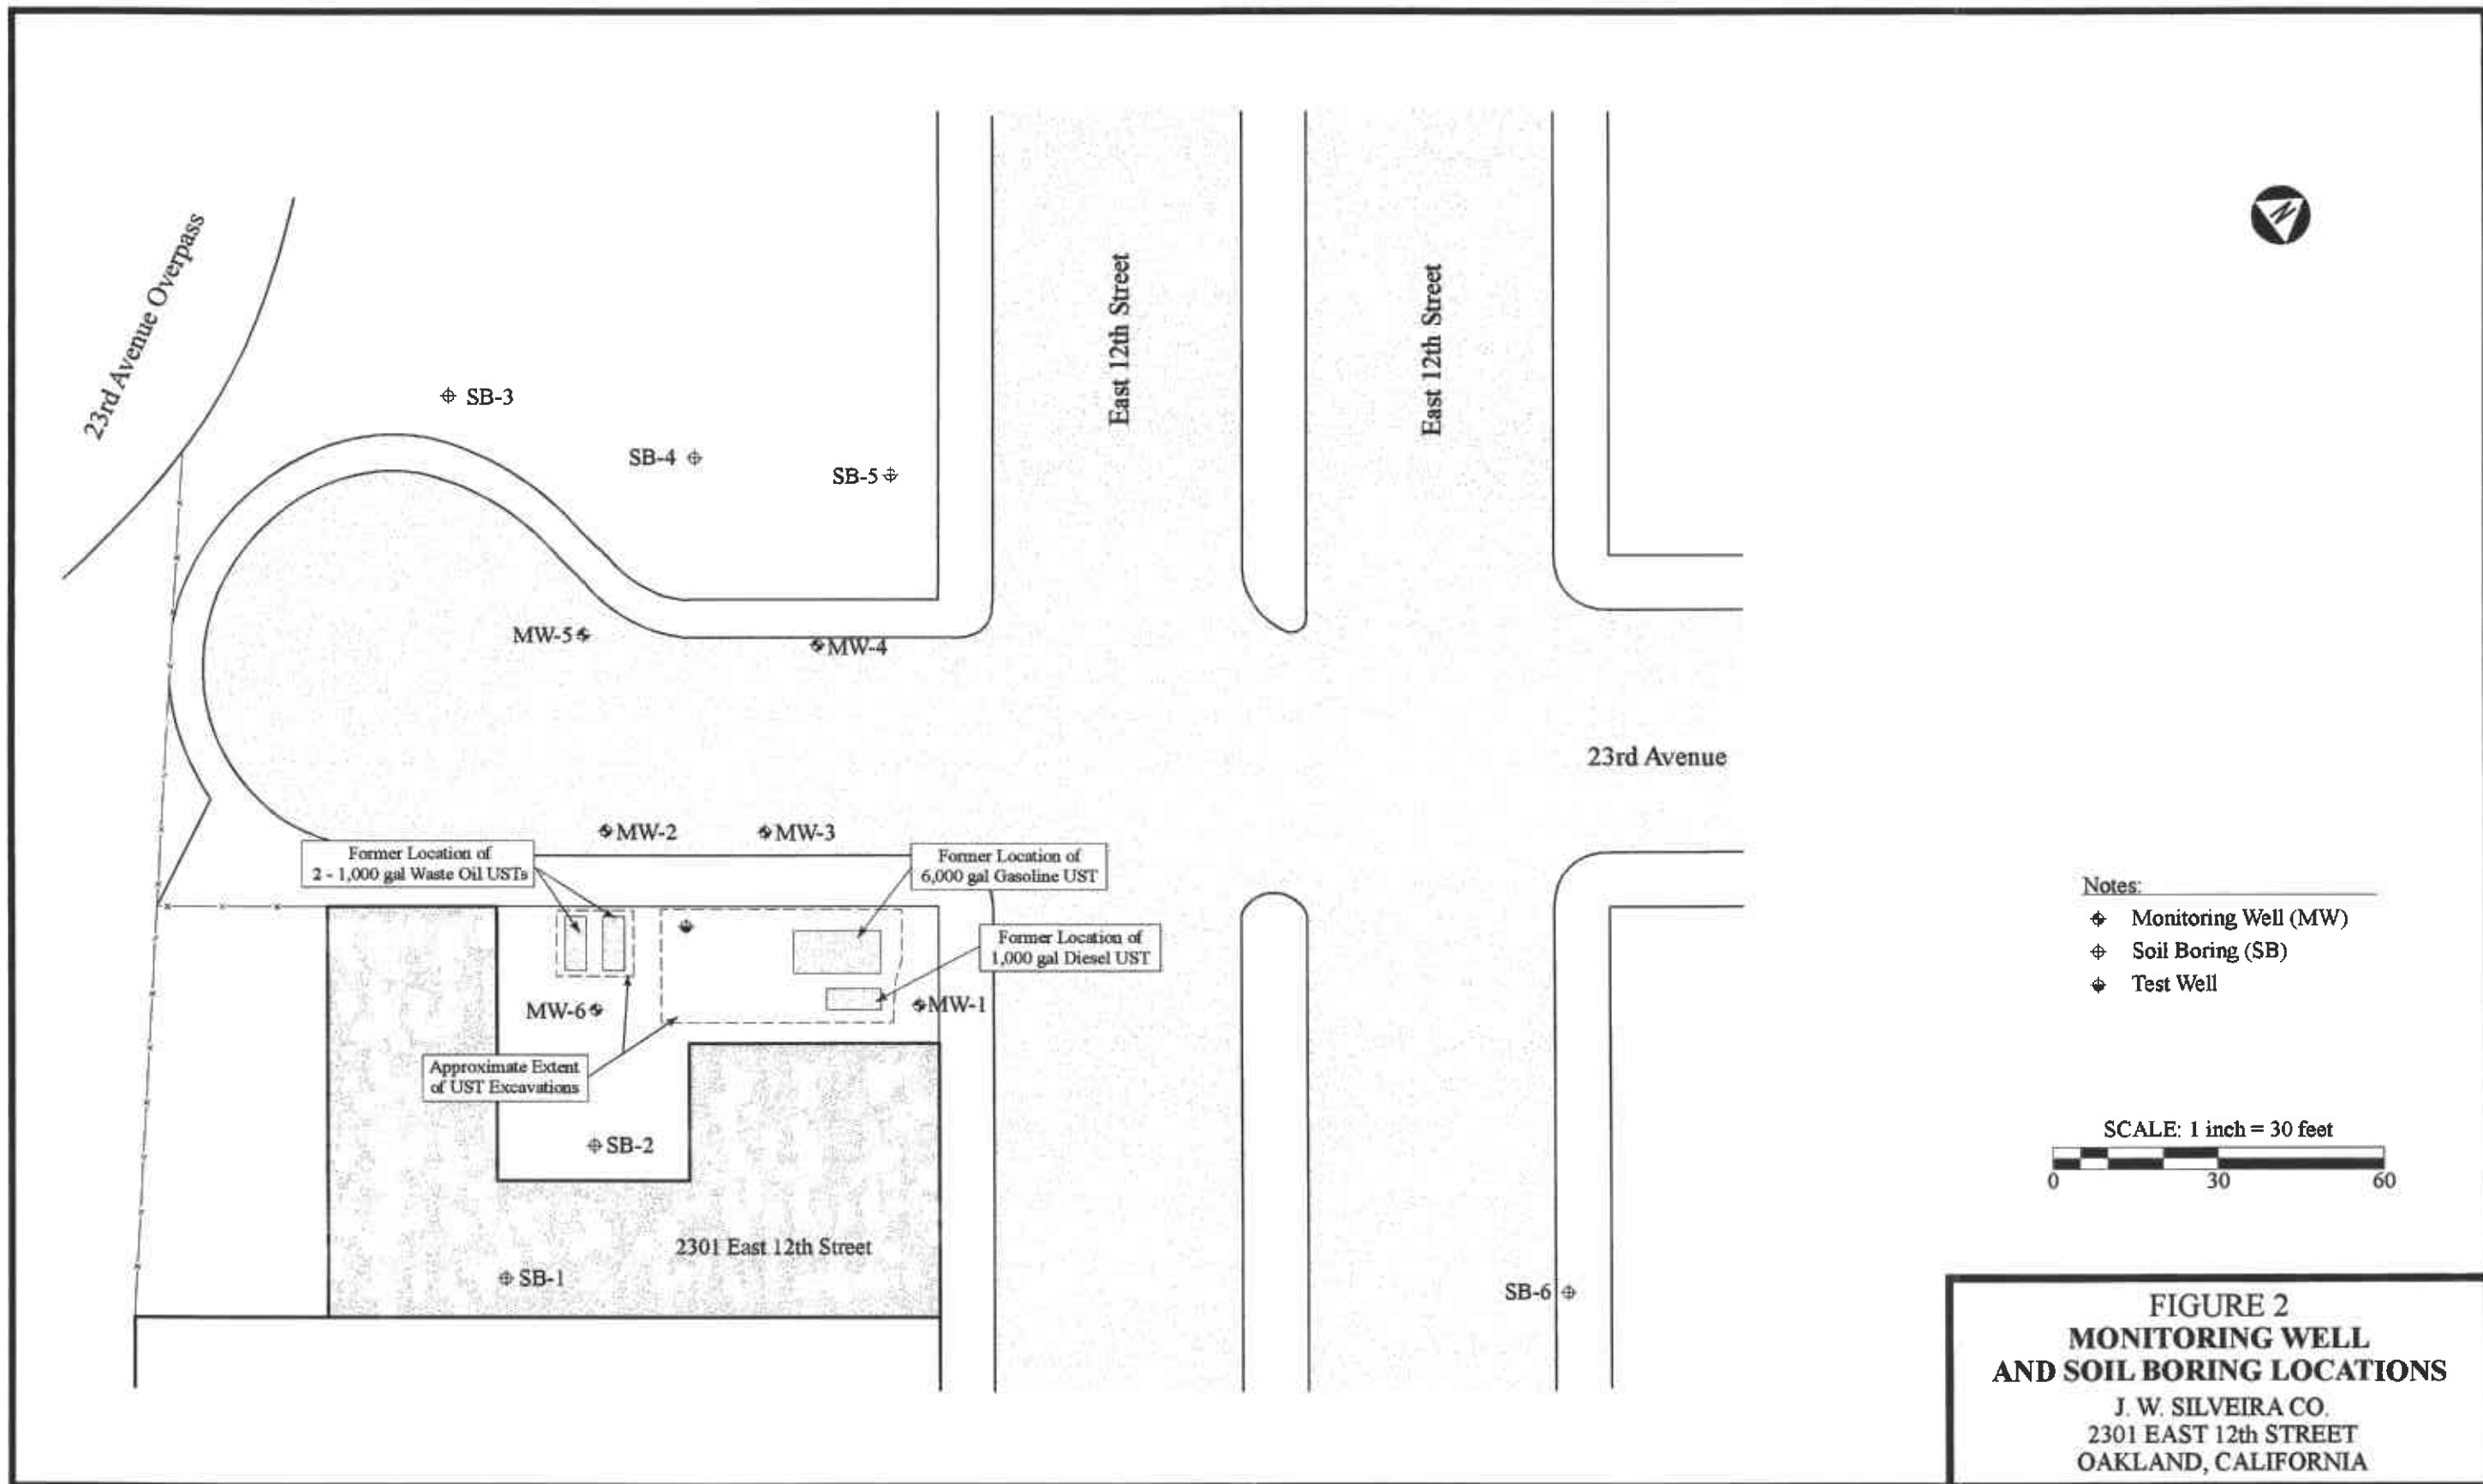 23rd Avenue Overpass
East 12th Street
East 12th Street
N
SB-3
SB-4
SB-5
MW-5
MW-4
23rd Avenue
MW-2
MW-3
Former Location of
2 - 1,000 gal Waste Oil USTs
Former Location of
6,000 gal Gasoline UST
Former Location of
1,000 gal Diesel UST
MW-6
MW-1
Approximate Extent
of UST Excavations
SB-2
2301 East 12th Street
SB-1
SB-6
Notes:
Monitoring Well (MW)
Soil Boring (SB)
Test Well
SCALE: 1 inch = 30 feet
0 30 60
FIGURE 2
MONITORING WELL
AND SOIL BORING LOCATIONS
J. W. SILVEIRA CO.
2301 EAST 12th STREET
OAKLAND, CALIFORNIA